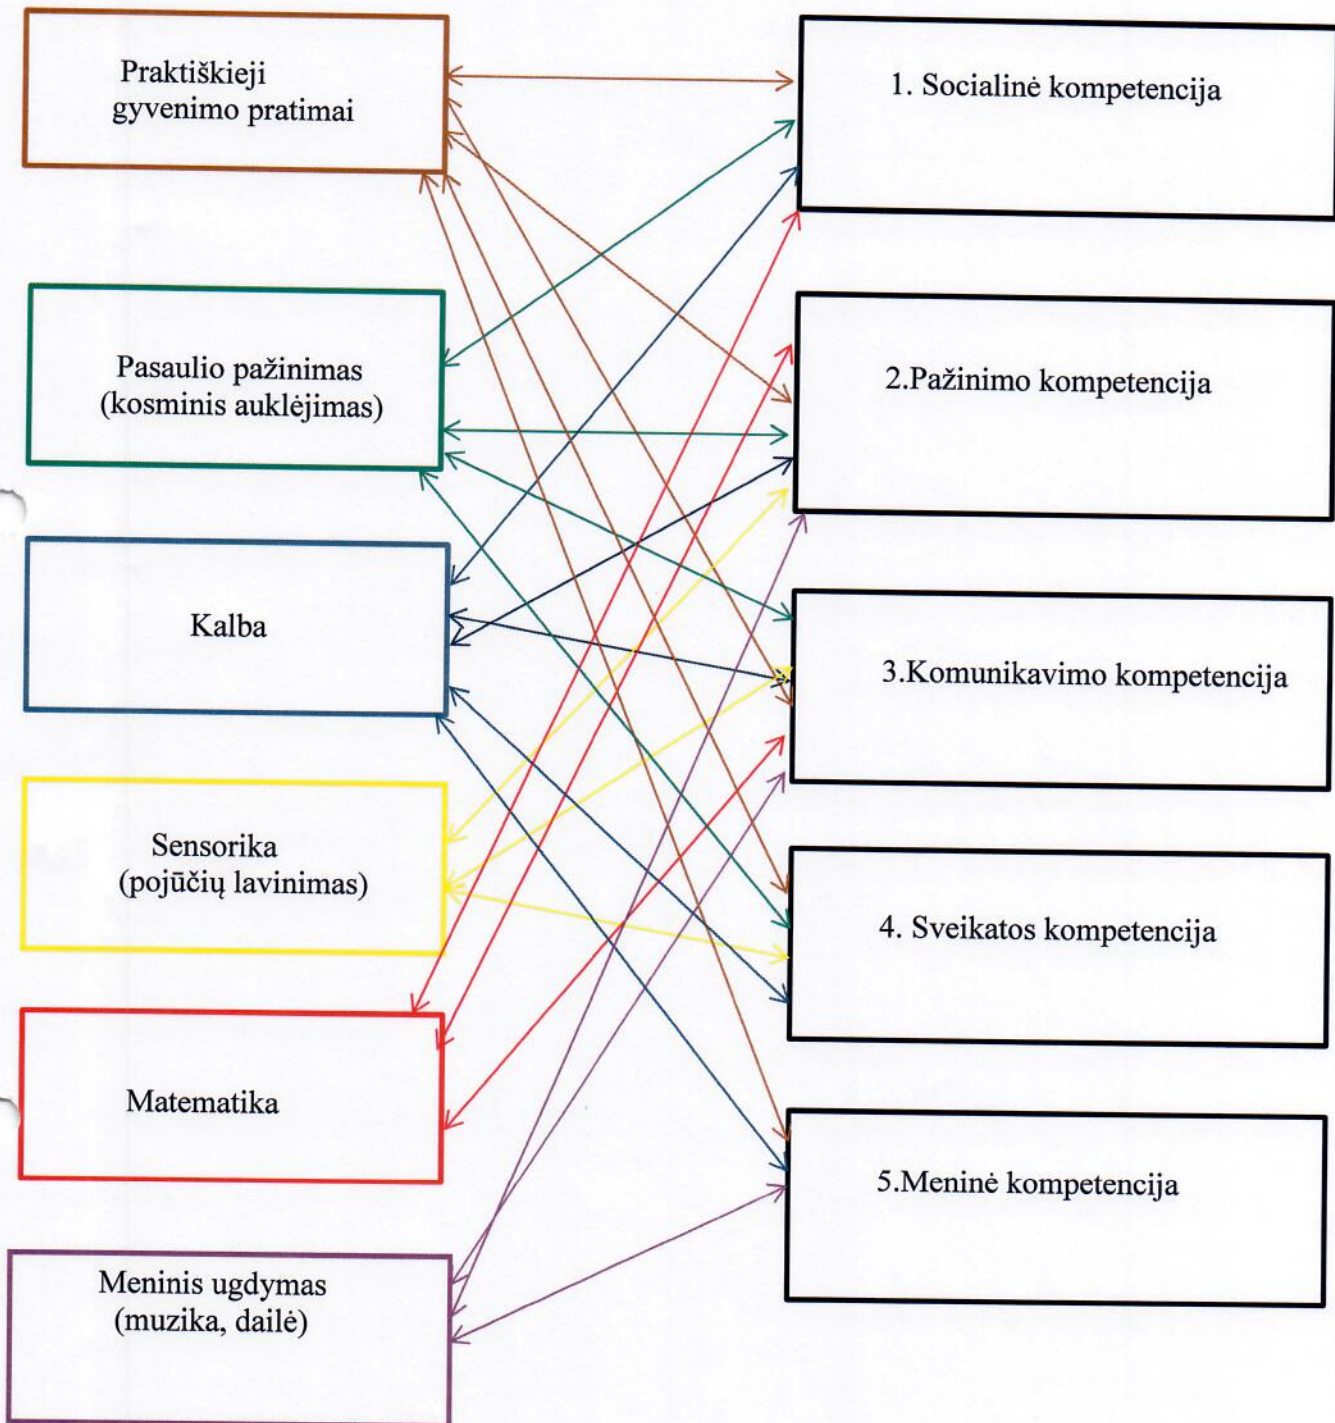 Praktiškieji
gyvenimo pratimai
Pasaulio pažinimas
(kosminis auklėjimas)
Kalba
Sensorika
(pojūčių lavinimas)
Matematika
Meninis ugdymas
(muzika, dailė)
1. Socialinė kompetencija
2.Pažinimo kompetencija
3.Komunikavimo kompetencija
4. Sveikatos kompetencija
5.Meninė kompetencija